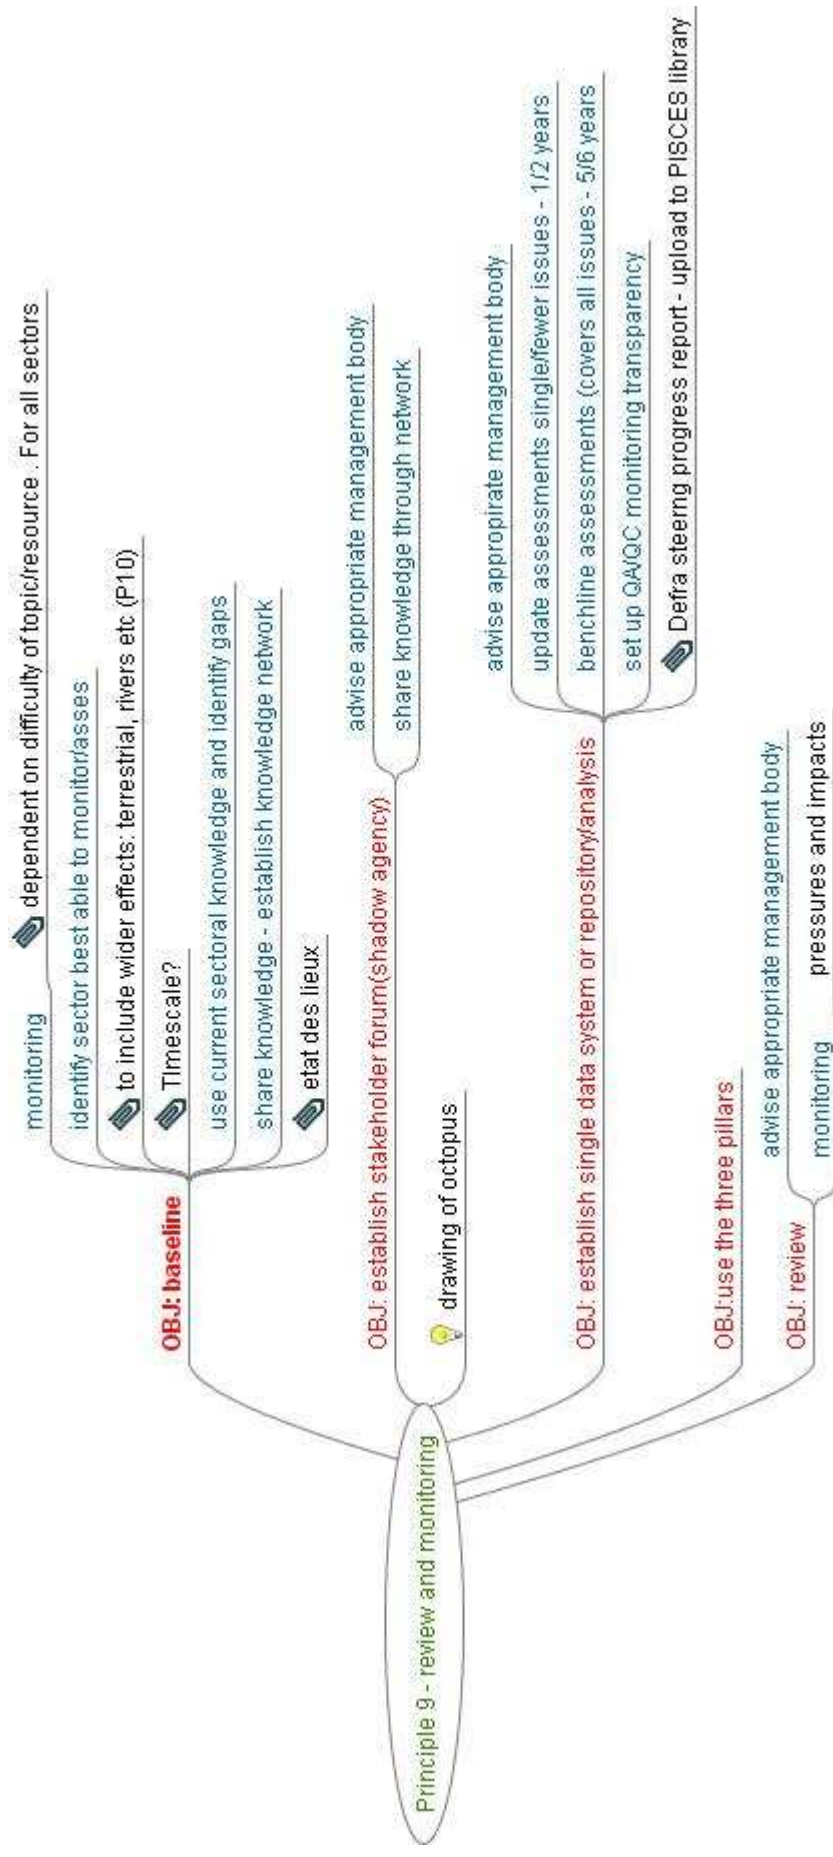 Principle 9 - review and monitoring
OBJ: baseline
monitoring
dependent on difficulty of topic/resource . For all sectors
identify sector best able to monitor/asses
to include wider effects: terrestrial, rivers etc (P10)
Timescale?
use current sectoral knowledge and identify gaps
share knowledge - establish knowledge network
etat des lieux
OBJ: establish stakeholder forum(shadow agency)
advise appropriate management body
share knowledge through network
drawing of octopus
OBJ: establish single data system or repository/analysis
advise appropirate management body
update assessments single/fewer issues - 1/2 years
benchline assessments (covers all issues - 5/6 years
set up QA/QC monitoring transparency
Defra steerng progress report - upload to PISCES library
OBJ:use the three pillars
OBJ: review
advise appropriate management body
monitoring
pressures and impacts